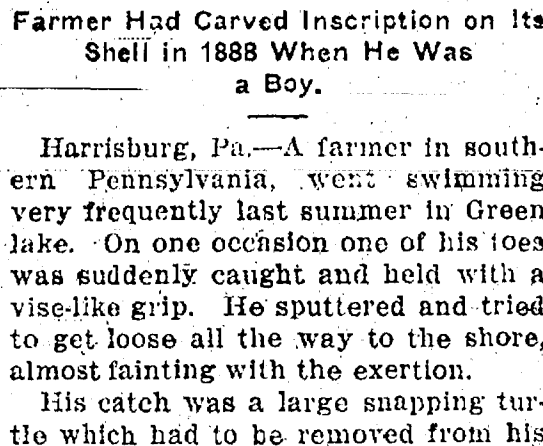 Farmer Had Carved Inscription on Its
Shell in 1888 When He Was
a Boy.
Harrisburg, Pa.—A farmer in south-
ern Pennsylvania, went swimming
very frequently last summer in Green
lake. On one occasion one of his toes
was suddenly caught and held with a
vise-like grip. He sputtered and tried
to get loose all the way to the shore,
almost fainting with the exertion.
His catch was a large snapping tur-
tle which had to be removed from his